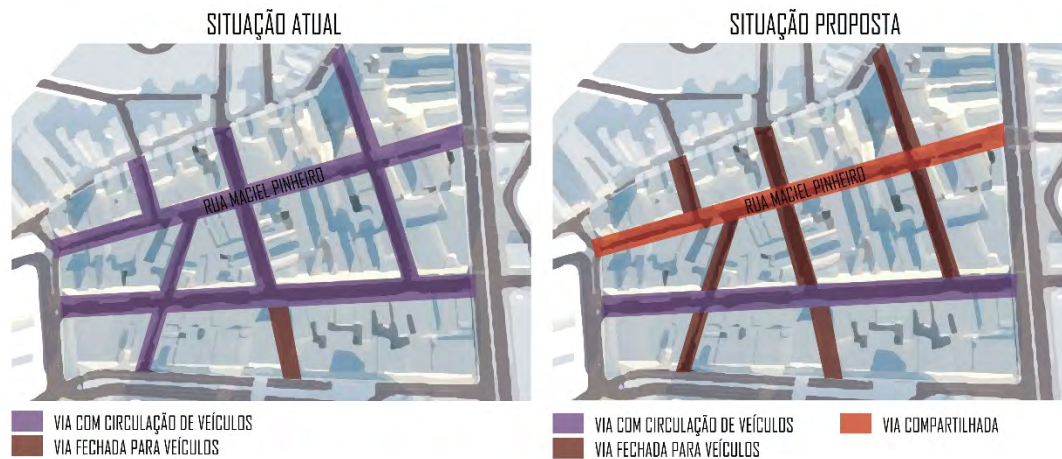 SITUAÇÃO ATUAL
RUA MACIEL PINHEIRO
VIA COM CIRCULAÇÃO DE VEÍCULOS
VIA FECHADA PARA VEÍCULOS
SITUAÇÃO PROPOSTA
RUA MACIEL PINHEIRO
VIA COM CIRCULAÇÃO DE VEÍCULOS
VIA FECHADA PARA VEÍCULOS
VIA COMPARTILHADA